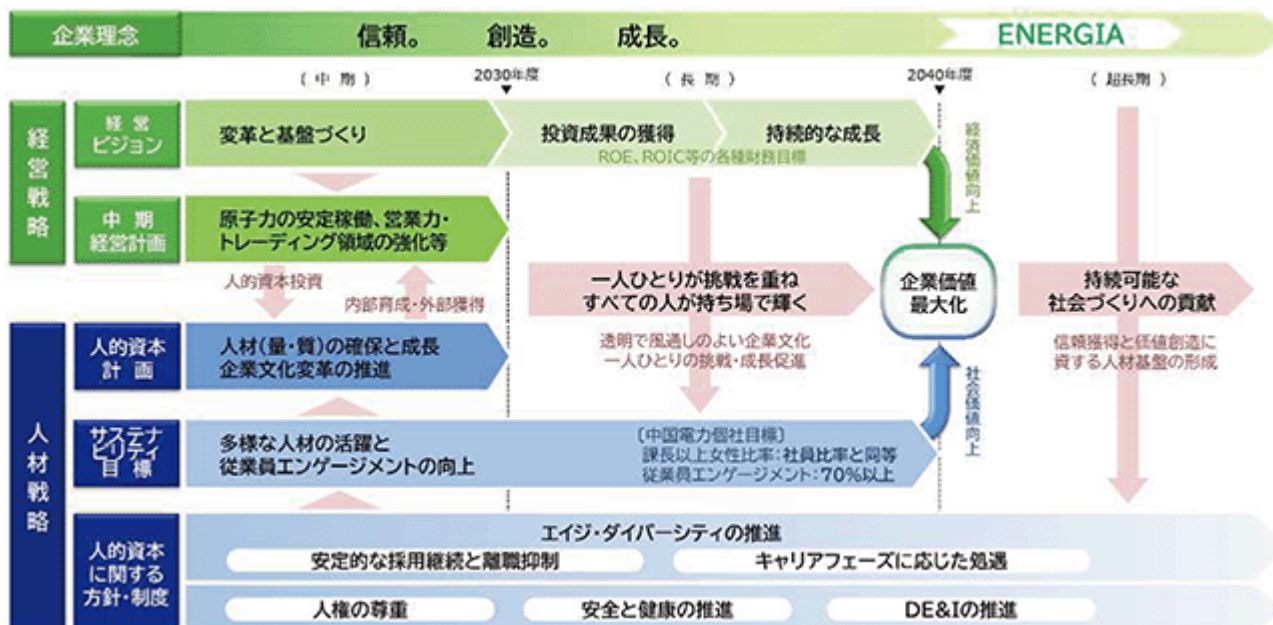 企業理念
信頼。 創造。 成長。
ENERGIA
(中期)
2030年度
(長期)
2040年度
(超長期)
経営戦略
経営
ビジョン
変革と基盤づくり
投資成果の獲得
持続的な成長
ROE、ROIC等の各種財務目標
経済価値向上
中期
経営計画
原子力の安定稼働、営業力・
トレーディング領域の強化等
人的資本投資
内部育成・外部獲得
一人ひとりが挑戦を重ね
すべての人が持ち場で輝く
企業価値
最大化
持続可能な
社会づくりへの貢献
透明で風通しのよい企業文化
一人ひとりの挑戦・成長促進
信頼獲得と価値創造に
資する人材基盤の形成
人材戦略
人的資本
計画
人材(量・質)の確保と成長
企業文化変革の推進
社会価値向上
サステナ
ビリティ
目標
多様な人材の活躍と
従業員エンゲージメントの向上
〔中国電力個社目標〕
課長以上女性比率:社員比率と同等
従業員エンゲージメント:70%以上
人的資本
に関する
方針・制度
エイジ・ダイバーシティの推進
安定的な採用継続と離職抑制
キャリアフェーズに応じた処遇
人権の尊重
安全と健康の推進
DE&Iの推進